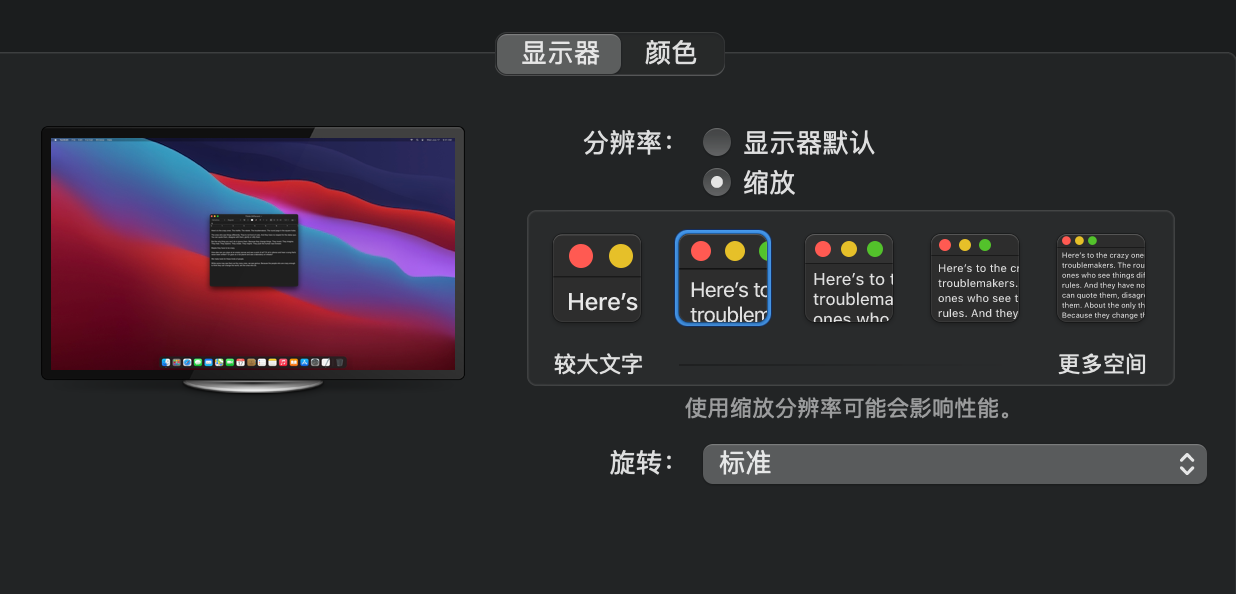 显示器 颜色
分辨率： 显示器默认
缩放
Here's
Here's to
troublem
Here's to t
troublema
ones who
Here's to the cr
troublemakers.
ones who see t
rules. And they
Here's to the crazy one
troublemakers. The rou
ones who see things dif
rules. And they have no
can quote them, disagr
them. About the only th
Because they change th
较大文字 更多空间
使用缩放分辨率可能会影响性能。
旋转： 标准